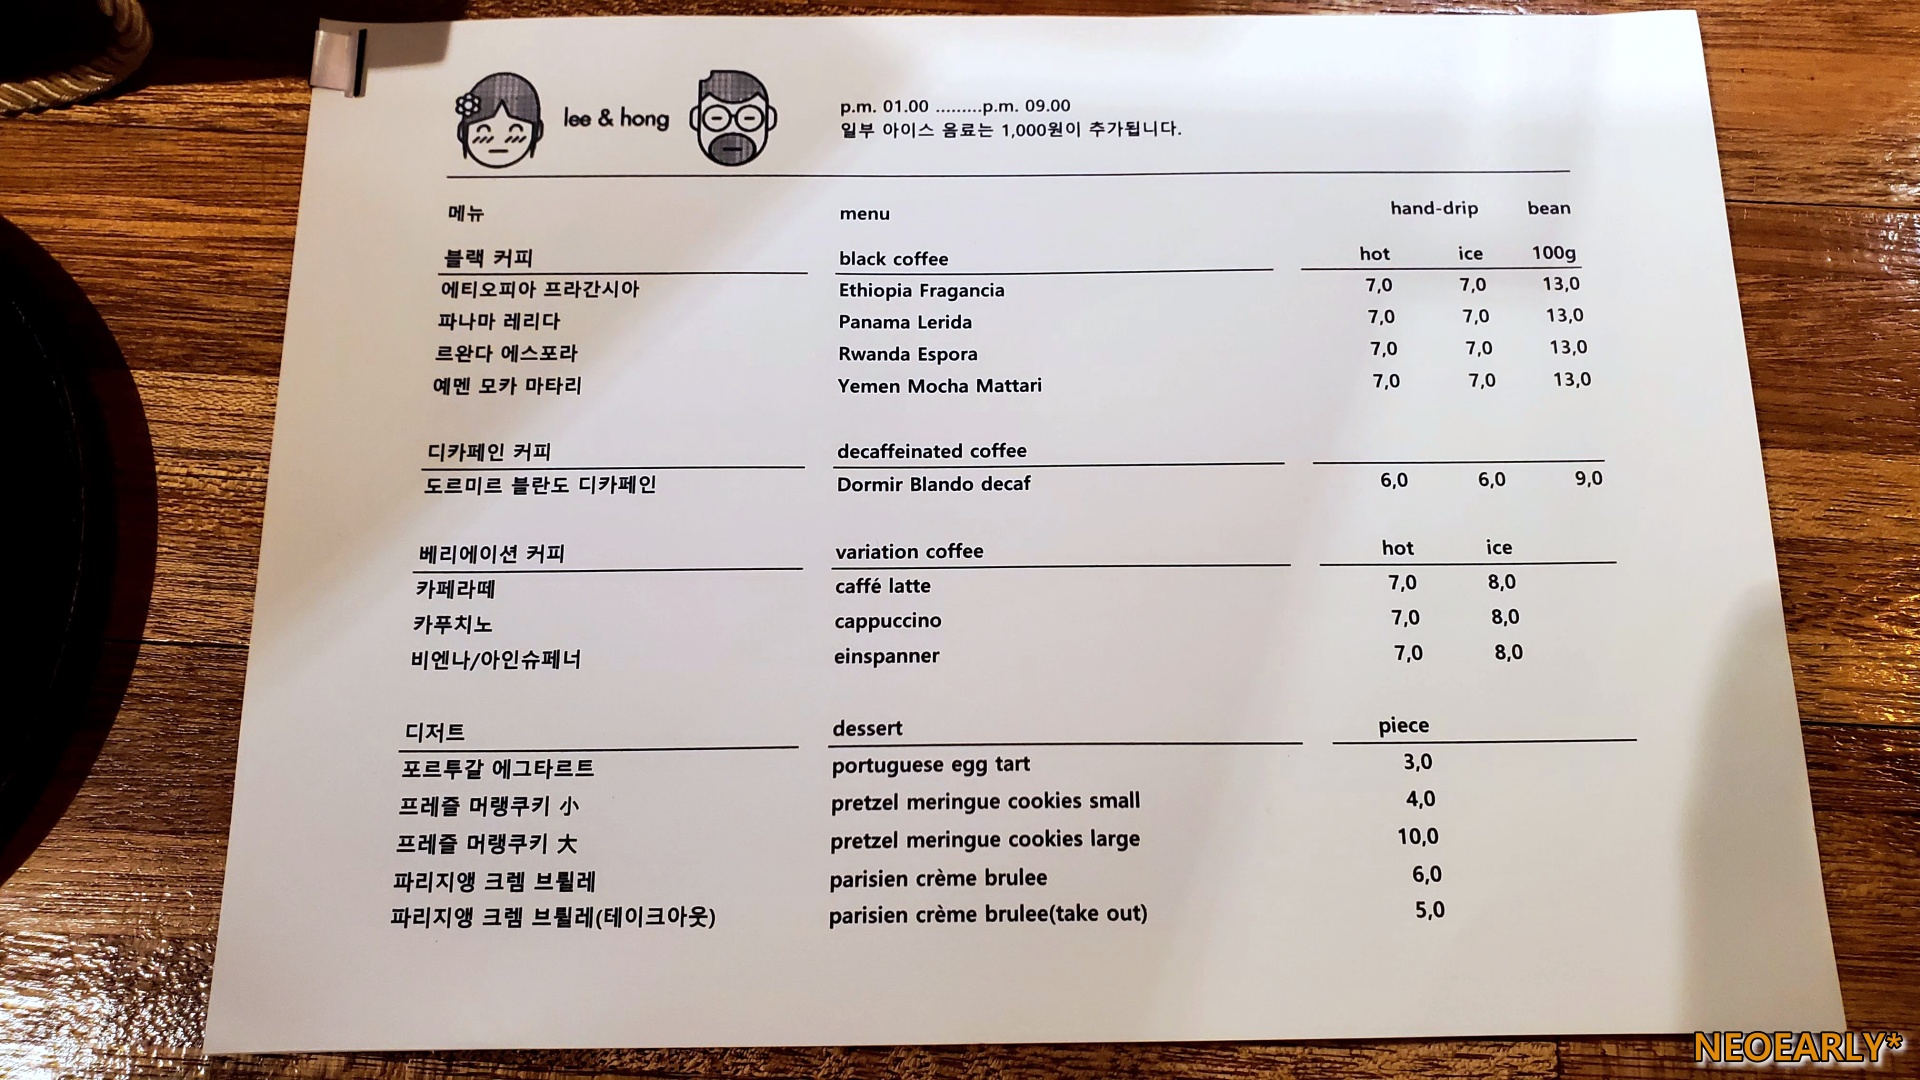 lee & hong
p.m. 01.00 .........p.m. 09.00
일부 아이스 음료는 1,000원이 추가됩니다.
메뉴 menu hand-drip bean
블랙 커피 black coffee hot ice 100g
에티오피아 프라간시아 Ethiopia Fragancia 7,0 7,0 13,0
파나마 레리다 Panama Lerida 7,0 7,0 13,0
르완다 에스포라 Rwanda Espora 7,0 7,0 13,0
예멘 모카 마타리 Yemen Mocha Mattari 7,0 7,0 13,0
디카페인 커피 decaffeinated coffee
도르미르 블란도 디카페인 Dormir Blando decaf 6,0 6,0 9,0
베리에이션 커피 variation coffee hot ice
카페라떼 caffé latte 7,0 8,0
카푸치노 cappuccino 7,0 8,0
비엔나/아인슈페너 einspanner 7,0 8,0
디저트 dessert piece
포르투갈 에그타르트 portuguese egg tart 3,0
프레즐 머랭쿠키 小 pretzel meringue cookies small 4,0
프레즐 머랭쿠키 大 pretzel meringue cookies large 10,0
파리지앵 크렘 브륄레 parisien crème brulee 6,0
파리지앵 크렘 브륄레(테이크아웃) parisien crème brulee(take out) 5,0
NEOEARLY*